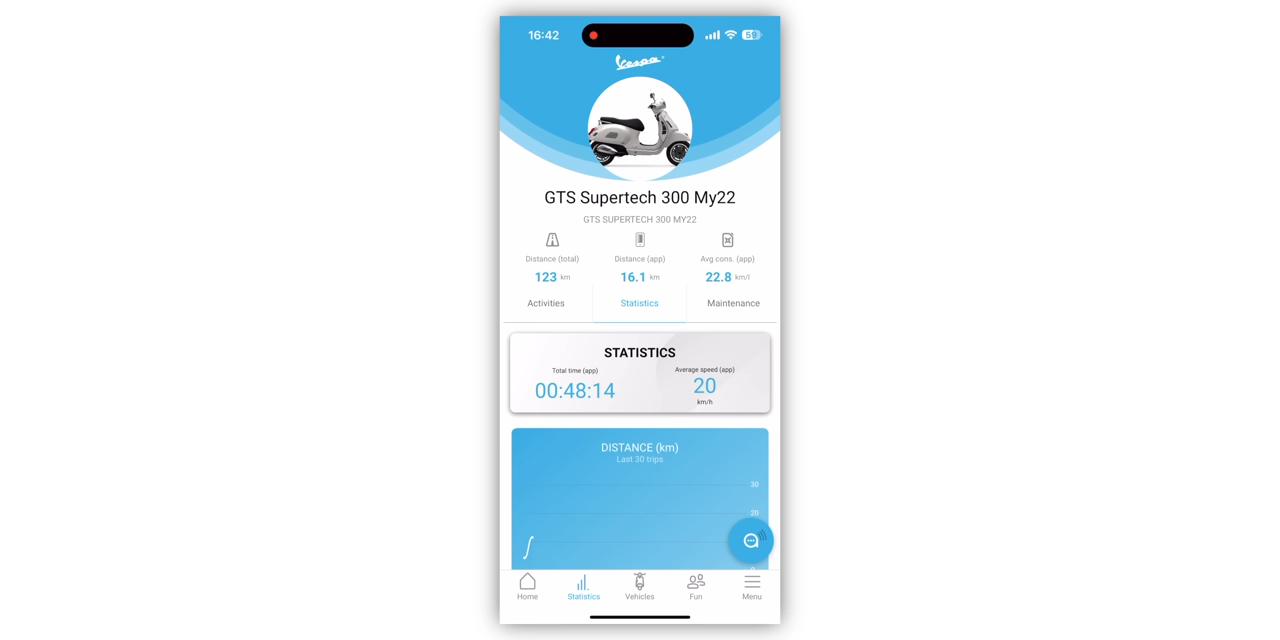 16:42
59
Vespa
GTS Supertech 300 My22
GTS SUPERTECH 300 MY22
Distance (total) Distance (app) Avg cons. (app)
123 km 16.1 km 22.8 km/l
Activities Statistics Maintenance
STATISTICS
Total time (app) Average speed (app)
00:48:14 20
km/h
DISTANCE (km)
Last 30 trips
30
20
Home Statistics Vehicles Fun Menu